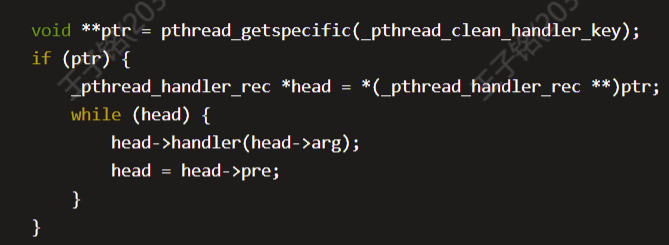 void **ptr = pthread_getspecific(_pthread_clean_handler_key);
if (ptr) {
    _pthread_handler_rec *head = *(_pthread_handler_rec **)ptr;
    while (head) {
        head->handler(head->arg);
        head = head->pre;
    }
}